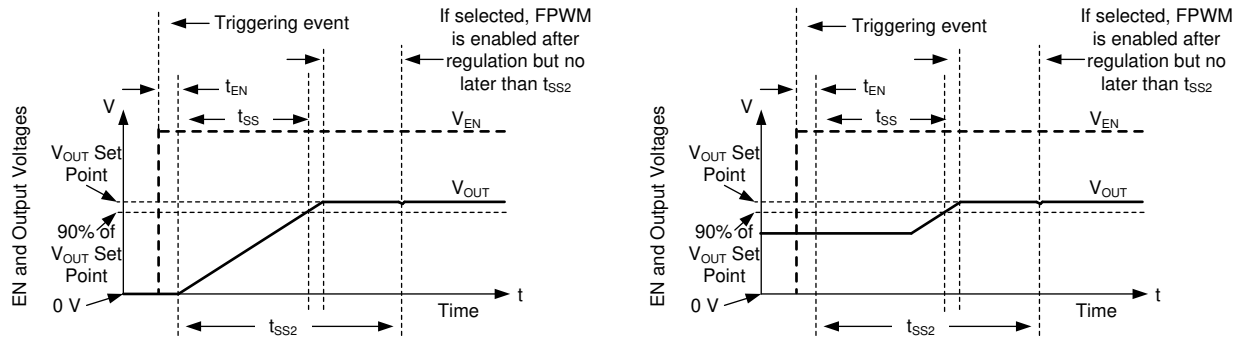 Triggering event
If selected, FPWM
is enabled after
regulation but no
later than tSS2
tEN
tSS
V
VEN
VOUT Set
Point
VOUT
90% of
VOUT Set
Point
0 V
EN and Output Voltages
t
Time
tSS2
Triggering event
If selected, FPWM
is enabled after
regulation but no
later than tSS2
tEN
tSS
V
VEN
VOUT Set
Point
VOUT
90% of
VOUT Set
Point
0 V
EN and Output Voltages
t
Time
tSS2